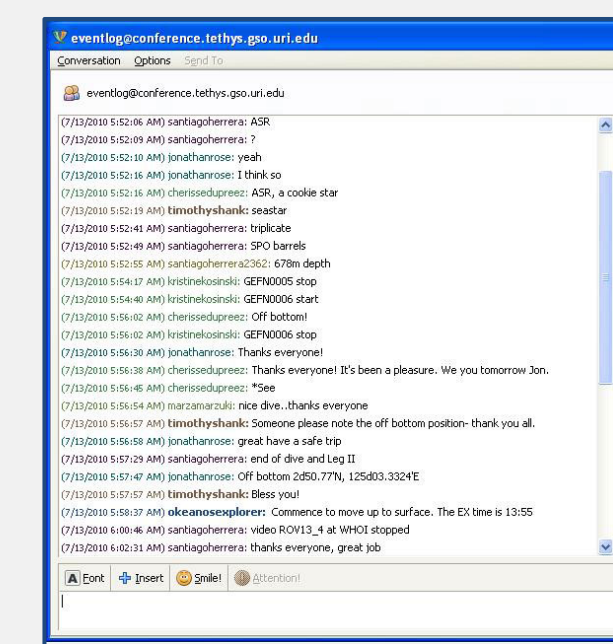 eventlog@conference.tethys.gso.uri.edu
Conversation Options Send To
eventlog@conference.tethys.gso.uri.edu
(7/13/2010 5:52:06 AM) santiagoherrera: ASR
(7/13/2010 5:52:09 AM) santiagoherrera: ?
(7/13/2010 5:52:10 AM) jonathanrose: yeah
(7/13/2010 5:52:16 AM) jonathanrose: I think so
(7/13/2010 5:52:16 AM) cherissedupreez: ASR, a cookie star
(7/13/2010 5:52:19 AM) timothyshank: seastar
(7/13/2010 5:52:41 AM) santiagoherrera: triplicate
(7/13/2010 5:52:49 AM) santiagoherrera: SPO barrels
(7/13/2010 5:52:55 AM) santiagoherrera2362: 678m depth
(7/13/2010 5:54:17 AM) kristinekosinski: GEFN0005 stop
(7/13/2010 5:54:40 AM) kristinekosinski: GEFN0006 start
(7/13/2010 5:56:02 AM) cherissedupreez: Off bottom!
(7/13/2010 5:56:02 AM) kristinekosinski: GEFN0006 stop
(7/13/2010 5:56:30 AM) jonathanrose: Thanks everyone!
(7/13/2010 5:56:38 AM) cherissedupreez: Thanks everyone! It's been a pleasure. We you tomorrow Jon.
(7/13/2010 5:56:45 AM) cherissedupreez: *See
(7/13/2010 5:56:54 AM) marzamarzuki: nice dive..thanks everyone
(7/13/2010 5:56:57 AM) timothyshank: Someone please note the off bottom position- thank you all.
(7/13/2010 5:56:58 AM) jonathanrose: great have a safe trip
(7/13/2010 5:57:29 AM) santiagoherrera: end of dive and Leg II
(7/13/2010 5:57:47 AM) jonathanrose: Off bottom 2d50.77'N, 125d03.3324'E
(7/13/2010 5:57:57 AM) timothyshank: Bless you!
(7/13/2010 5:58:37 AM) okeanosexplorer: Commence to move up to surface. The EX time is 13:55
(7/13/2010 6:00:46 AM) santiagoherrera: video ROV13_4 at WHOI stopped
(7/13/2010 6:02:31 AM) santiagoherrera: thanks everyone, great job
A Font Insert Smile! Attention!